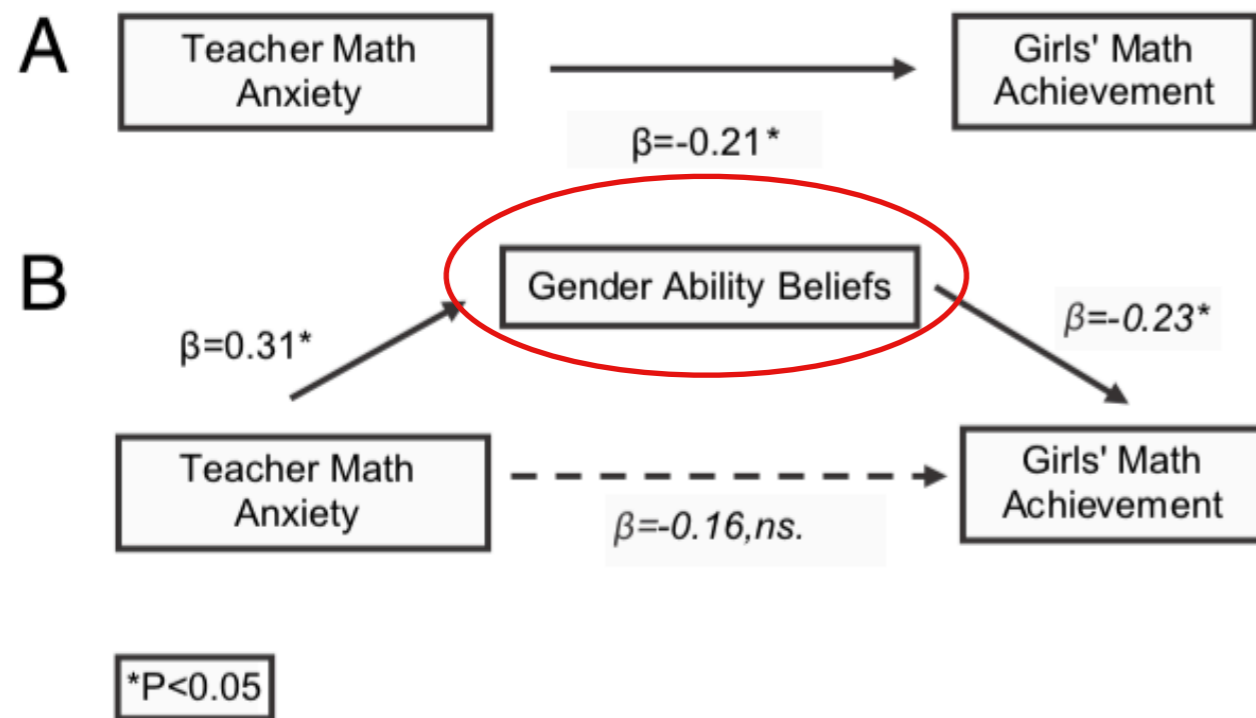 A
Teacher Math
Anxiety
Girls' Math
Achievement
β=-0.21*
B
Gender Ability Beliefs
β=0.31*
β=-0.23*
Teacher Math
Anxiety
Girls' Math
Achievement
β=-0.16,ns.
*P<0.05